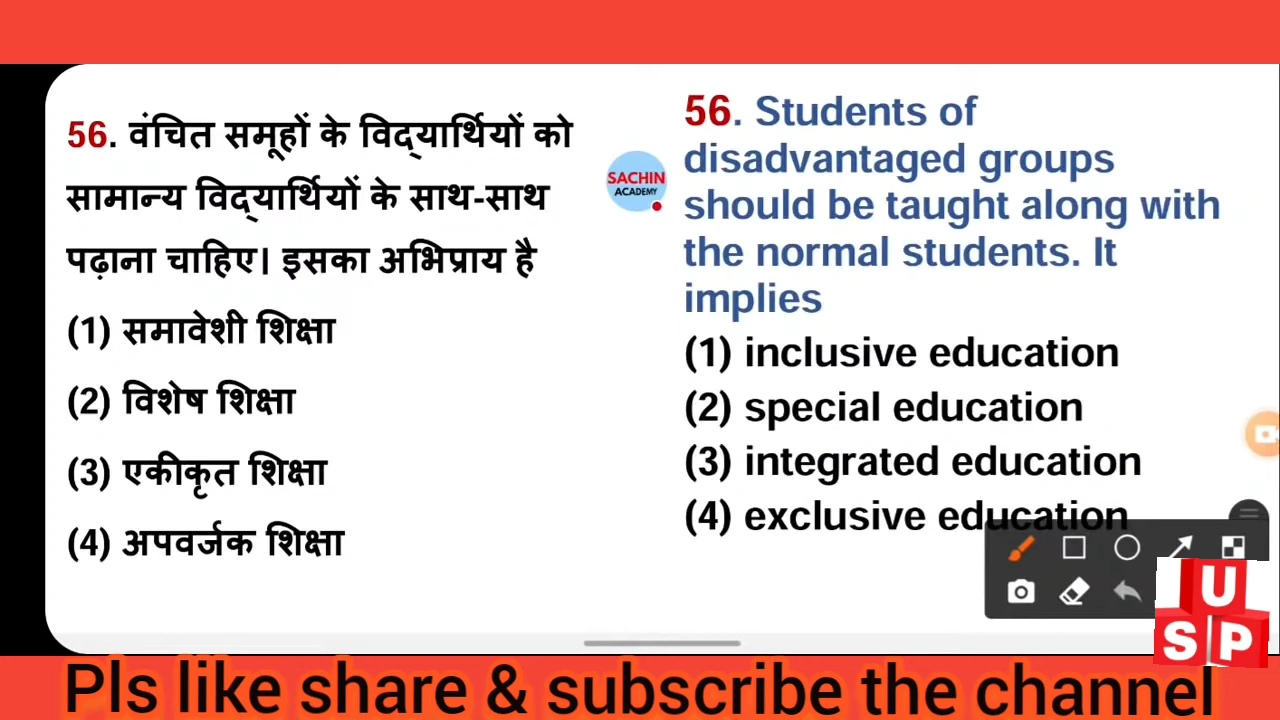 56. वंचित समूहों के विद्यार्थियों को
सामान्य विद्यार्थियों के साथ-साथ
पढ़ाना चाहिए। इसका अभिप्राय है
(1) समावेशी शिक्षा
(2) विशेष शिक्षा
(3) एकीकृत शिक्षा
(4) अपवर्जक शिक्षा
SACHIN
ACADEMY
56. Students of
disadvantaged groups
should be taught along with
the normal students. It
implies
(1) inclusive education
(2) special education
(3) integrated education
(4) exclusive education
U
S P
Pls like share & subscribe the channel